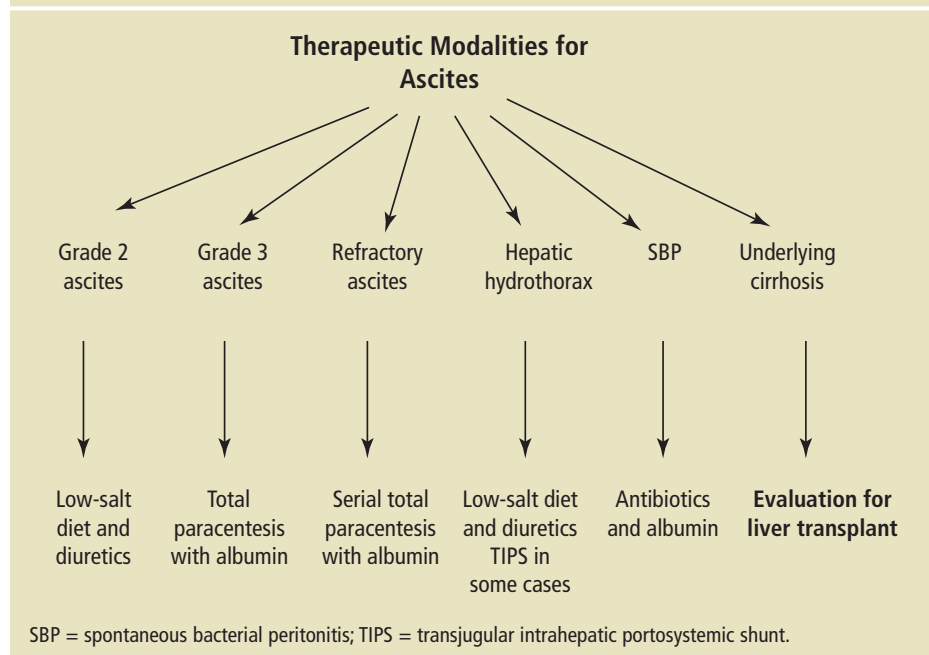 Therapeutic Modalities for
Ascites
Grade 2
ascites
Grade 3
ascites
Refractory
ascites
Hepatic
hydrothorax
SBP
Underlying
cirrhosis
Low-salt
diet and
diuretics
Total
paracentesis
with albumin
Serial total
paracentesis
with albumin
Low-salt diet
and diuretics
TIPS in
some cases
Antibiotics
and albumin
Evaluation for
liver transplant
SBP = spontaneous bacterial peritonitis; TIPS = transjugular intrahepatic portosystemic shunt.